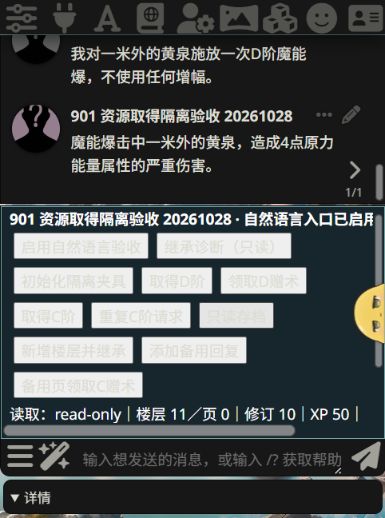 我对一米外的黄泉施放一次D阶魔能
爆，不使用任何增幅。
901 资源取得隔离验收 20261028
魔能爆击中一米外的黄泉，造成4点原力
能量属性的严重伤害。
1/1
901 资源取得隔离验收 20261028 · 自然语言入口已启用
启用自然语言验收 继承诊断（只读）
初始化隔离夹具 取得D阶 领取D赠术
取得C阶 重复C阶请求 只读存档
新增楼层并继承 添加备用回复
备用页领取C赠术
读取：read-only｜楼层 11／页 0｜修订 10｜XP 50｜
输入想发送的消息，或输入 /? 获取帮助
▼ 详情